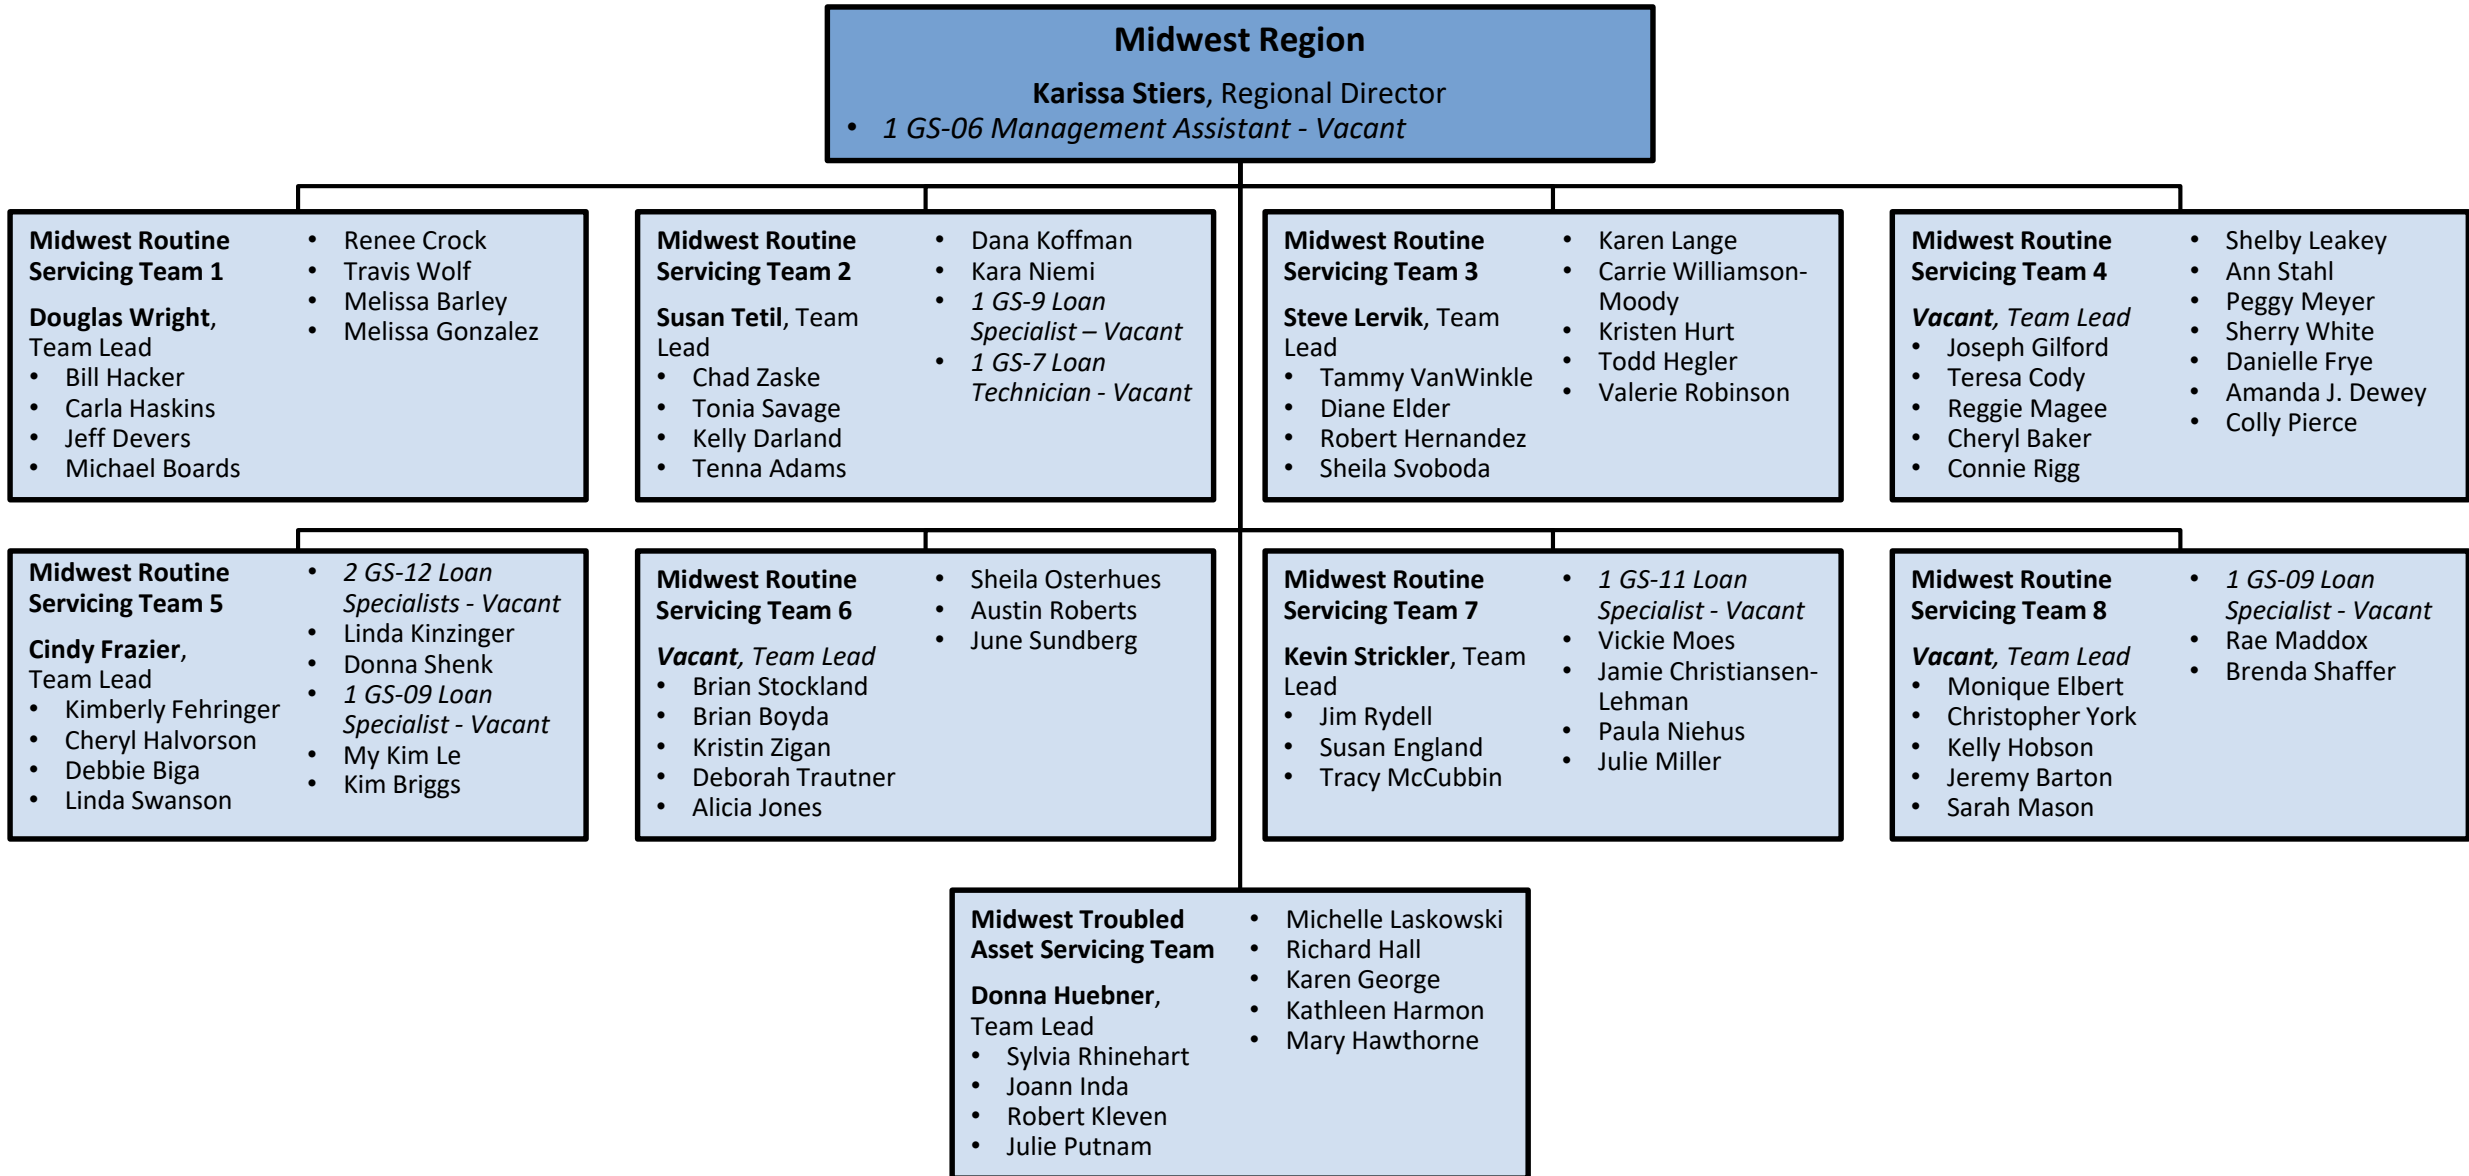 Midwest Region
Karissa Stiers, Regional Director
• 1 GS-06 Management Assistant - Vacant
Midwest Routine
Servicing Team 1
Douglas Wright,
Team Lead
• Bill Hacker
• Carla Haskins
• Jeff Devers
• Michael Boards
• Renee Crock
• Travis Wolf
• Melissa Barley
• Melissa Gonzalez
Midwest Routine
Servicing Team 2
Susan Tetil, Team
Lead
• Chad Zaske
• Tonia Savage
• Kelly Darland
• Tenna Adams
• Dana Koffman
• Kara Niemi
• 1 GS-9 Loan
Specialist – Vacant
• 1 GS-7 Loan
Technician - Vacant
Midwest Routine
Servicing Team 3
Steve Lervik, Team
Lead
• Tammy VanWinkle
• Diane Elder
• Robert Hernandez
• Sheila Svoboda
• Karen Lange
• Carrie Williamson-
Moody
• Kristen Hurt
• Todd Hegler
• Valerie Robinson
Midwest Routine
Servicing Team 4
Vacant, Team Lead
• Joseph Gilford
• Teresa Cody
• Reggie Magee
• Cheryl Baker
• Connie Rigg
• Shelby Leakey
• Ann Stahl
• Peggy Meyer
• Sherry White
• Danielle Frye
• Amanda J. Dewey
• Colly Pierce
Midwest Routine
Servicing Team 5
Cindy Frazier,
Team Lead
• Kimberly Fehringer
• Cheryl Halvorson
• Debbie Biga
• Linda Swanson
• 2 GS-12 Loan
Specialists - Vacant
• Linda Kinzinger
• Donna Shenk
• 1 GS-09 Loan
Specialist - Vacant
• My Kim Le
• Kim Briggs
Midwest Routine
Servicing Team 6
Vacant, Team Lead
• Brian Stockland
• Brian Boyda
• Kristin Zigan
• Deborah Trautner
• Alicia Jones
• Sheila Osterhues
• Austin Roberts
• June Sundberg
Midwest Routine
Servicing Team 7
Kevin Strickler, Team
Lead
• Jim Rydell
• Susan England
• Tracy McCubbin
• 1 GS-11 Loan
Specialist - Vacant
• Vickie Moes
• Jamie Christiansen-
Lehman
• Paula Niehus
• Julie Miller
Midwest Routine
Servicing Team 8
Vacant, Team Lead
• Monique Elbert
• Christopher York
• Kelly Hobson
• Jeremy Barton
• Sarah Mason
• 1 GS-09 Loan
Specialist - Vacant
• Rae Maddox
• Brenda Shaffer
Midwest Troubled
Asset Servicing Team
Donna Huebner,
Team Lead
• Sylvia Rhinehart
• Joann Inda
• Robert Kleven
• Julie Putnam
• Michelle Laskowski
• Richard Hall
• Karen George
• Kathleen Harmon
• Mary Hawthorne